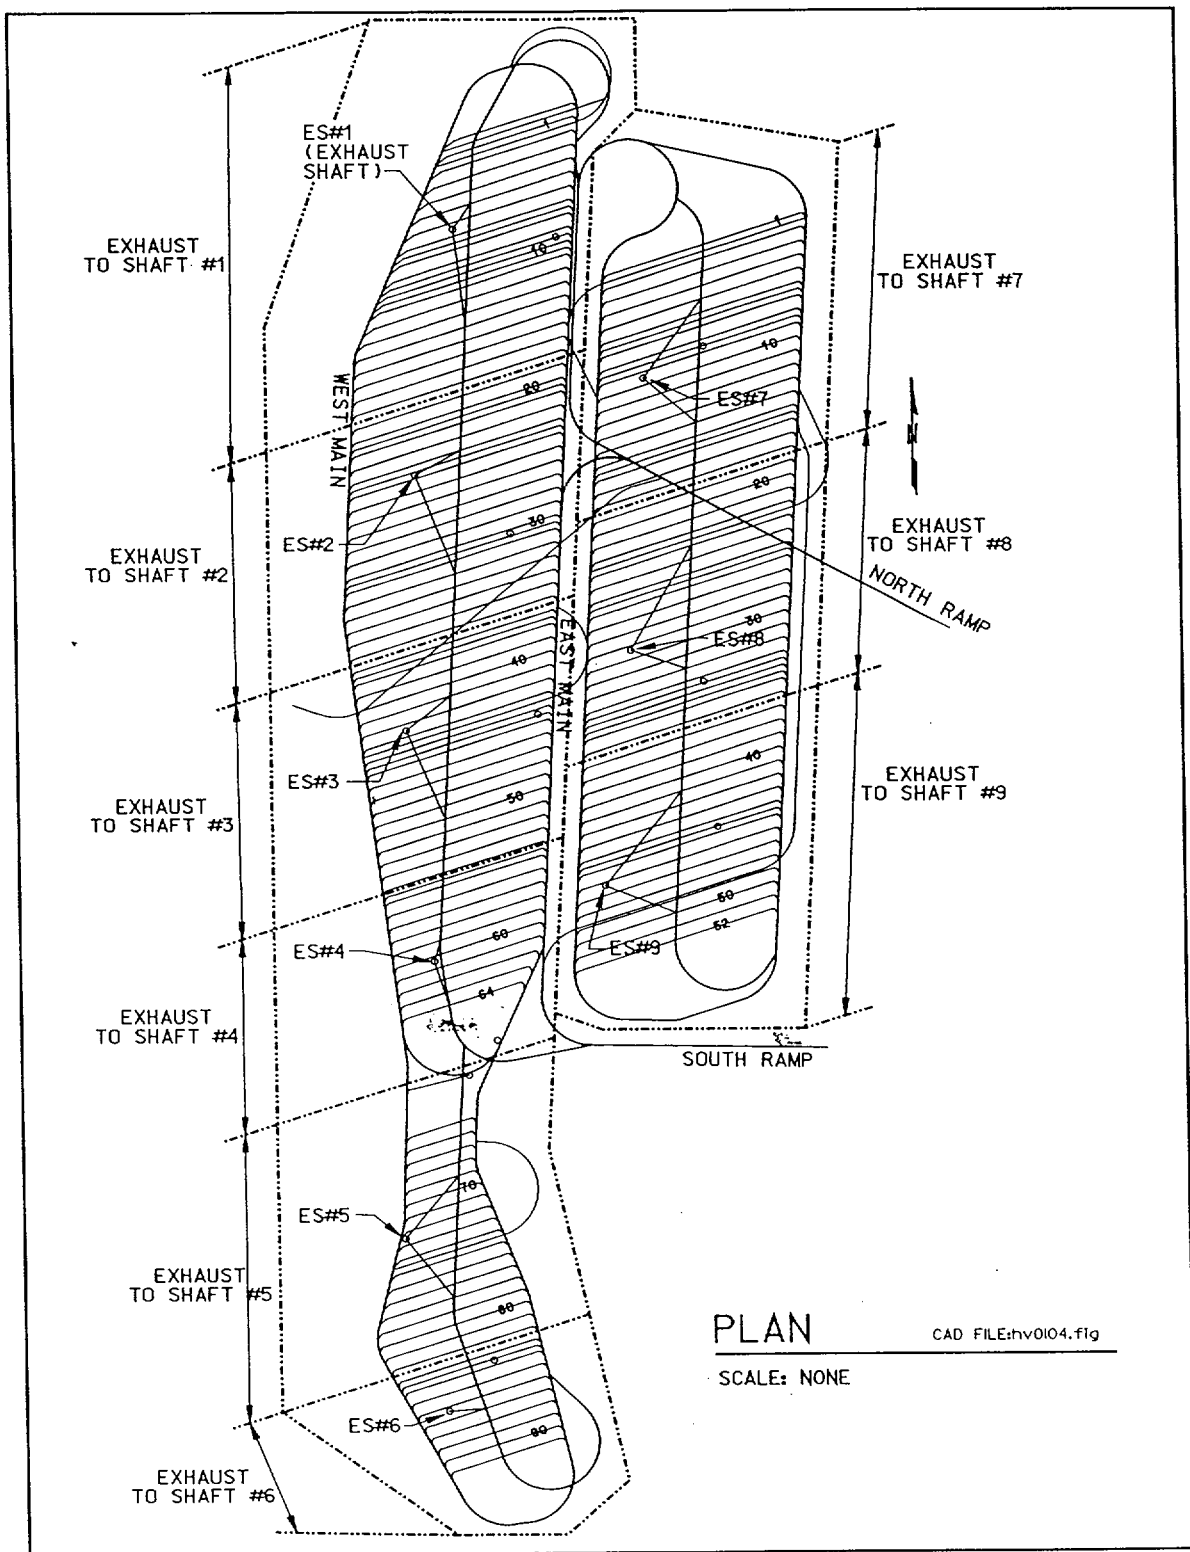 ES#1
(EXHAUST
SHAFT)
1
EXHAUST
TO SHAFT #1
10
1
EXHAUST
TO SHAFT #7
10
WEST MAIN
20
ES#7
N
20
30
ES#2
EXHAUST
TO SHAFT #2
EXHAUST
TO SHAFT #8
NORTH RAMP
30
ES#8
EAST MAIN
40
40
ES#3
50
EXHAUST
TO SHAFT #3
EXHAUST
TO SHAFT #9
50
52
60
ES#4
ES#9
64
EXHAUST
TO SHAFT #4
SOUTH RAMP
70
ES#5
EXHAUST
TO SHAFT #5
80
PLAN
CAD FILE:hv0104.fig
SCALE: NONE
ES#6
90
EXHAUST
TO SHAFT #6